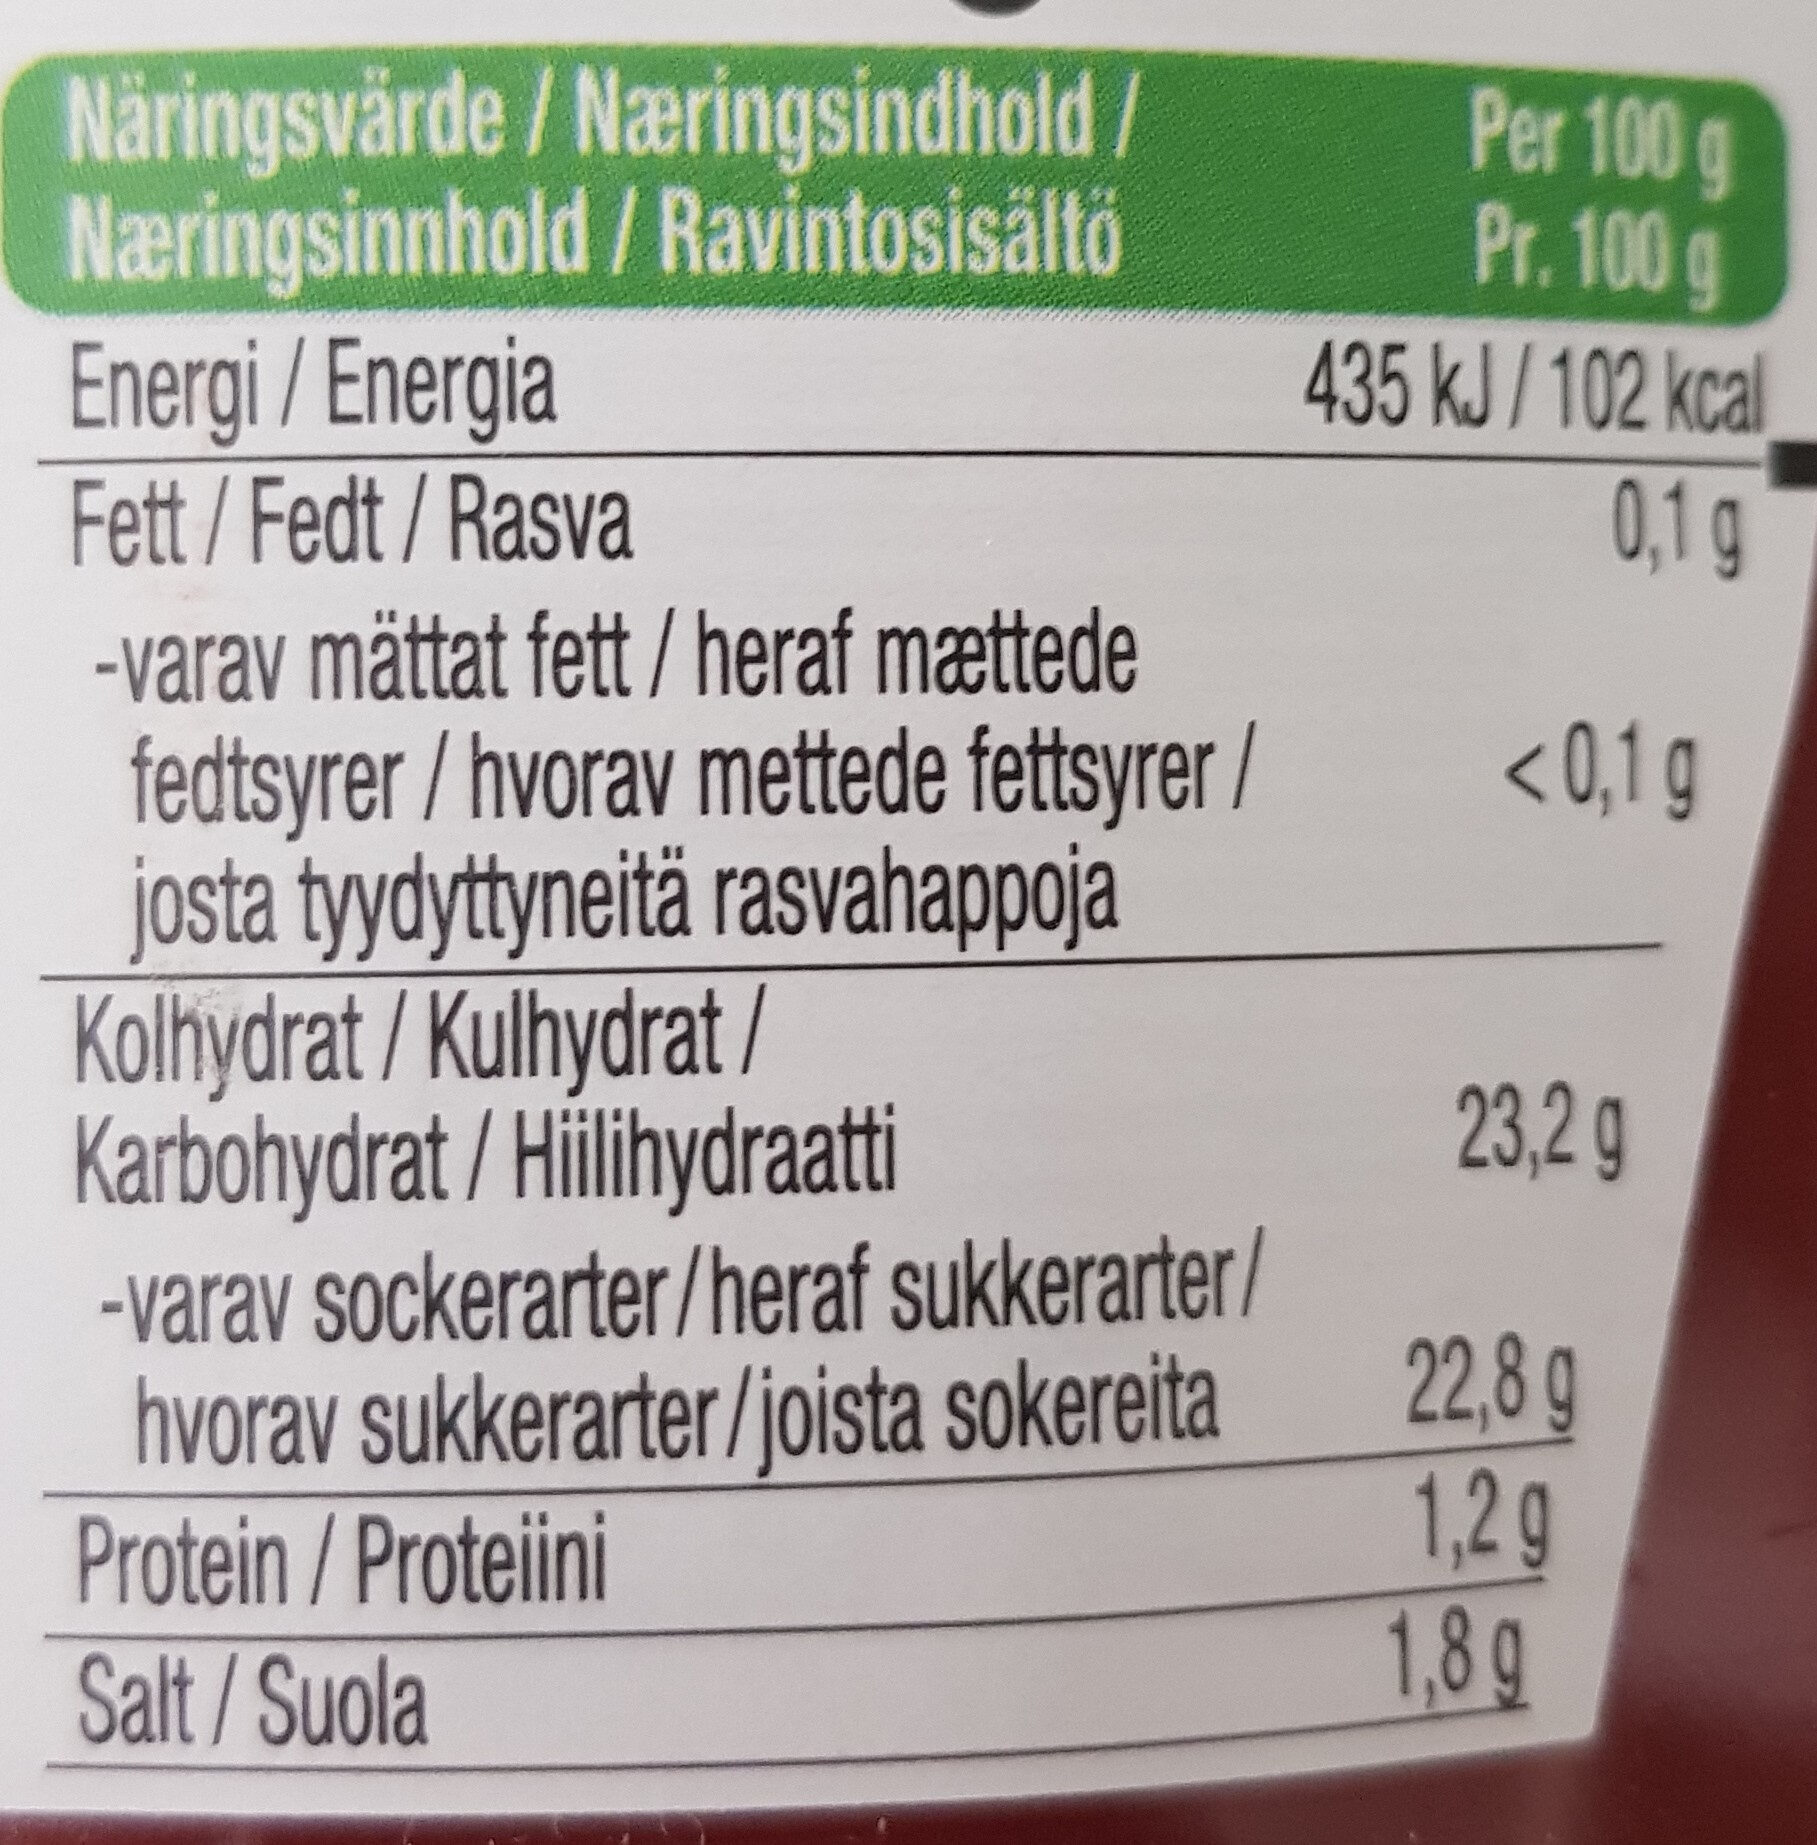 Näringsvärde / Næringsindhold / Per 100 g
Næringsinnhold / Ravintosisältö Pr. 100 g
Energi / Energia 435 kJ / 102 kcal
Fett / Fedt / Rasva 0,1 g
-varav mättat fett / heraf mættede
fedtsyrer / hvorav mettede fettsyrer / < 0,1 g
josta tyydyttyneitä rasvahappoja
Kolhydrat / Kulhydrat /
Karbohydrat / Hiilihydraatti 23,2 g
-varav sockerarter/heraf sukkerarter/
hvorav sukkerarter/joista sokereita 22,8 g
Protein / Proteiini 1,2 g
Salt / Suola 1,8 g